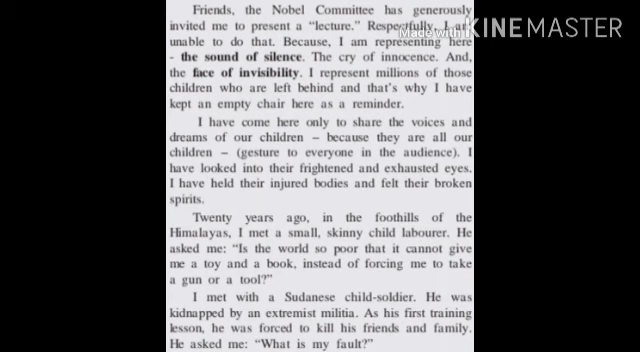 Friends, the Nobel Committee has generously
invited me to present a "lecture." Respectfully, I
unable to do that. Because, I am representing here
- the sound of silence. The cry of innocence. And,
the face of invisibility. I represent millions of those
children who are left behind and that's why I have
kept an empty chair here as a reminder.
I have come here only to share the voices and
dreams of our children – because they are all our
children – (gesture to everyone in the audience). I
have looked into their frightened and exhausted eyes.
I have held their injured bodies and felt their broken
spirits.
Twenty years ago, in the foothills of the
Himalayas, I met a small, skinny child labourer. He
asked me: "Is the world so poor that it cannot give
me a toy and a book, instead of forcing me to take
a gun or a tool?"
I met with a Sudanese child-soldier. He was
kidnapped by an extremist militia. As his first training
lesson, he was forced to kill his friends and family.
He asked me: "What is my fault?"
Made with KINEMASTER